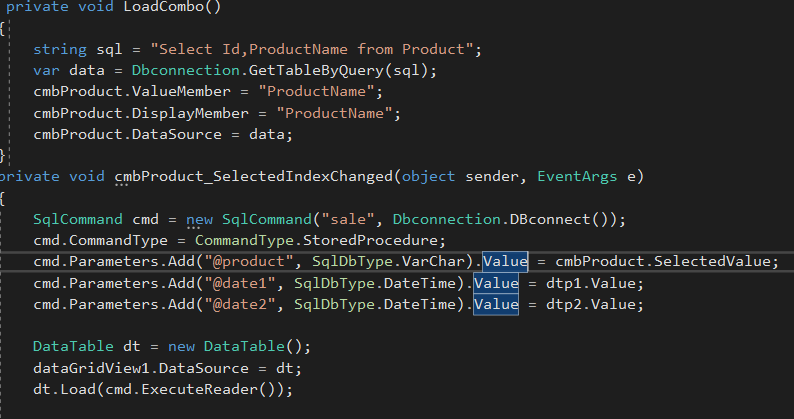 private void LoadCombo()
{
string sql = "Select Id,ProductName from Product";
var data = Dbconnection.GetTableByQuery(sql);
cmbProduct.ValueMember = "ProductName";
cmbProduct.DisplayMember = "ProductName";
cmbProduct.DataSource = data;
}
private void cmbProduct_SelectedIndexChanged(object sender, EventArgs e)
{
SqlCommand cmd = new SqlCommand("sale", Dbconnection.DBconnect());
cmd.CommandType = CommandType.StoredProcedure;
cmd.Parameters.Add("@product", SqlDbType.VarChar).Value = cmbProduct.SelectedValue;
cmd.Parameters.Add("@date1", SqlDbType.DateTime).Value = dtp1.Value;
cmd.Parameters.Add("@date2", SqlDbType.DateTime).Value = dtp2.Value;
DataTable dt = new DataTable();
dataGridView1.DataSource = dt;
dt.Load(cmd.ExecuteReader());